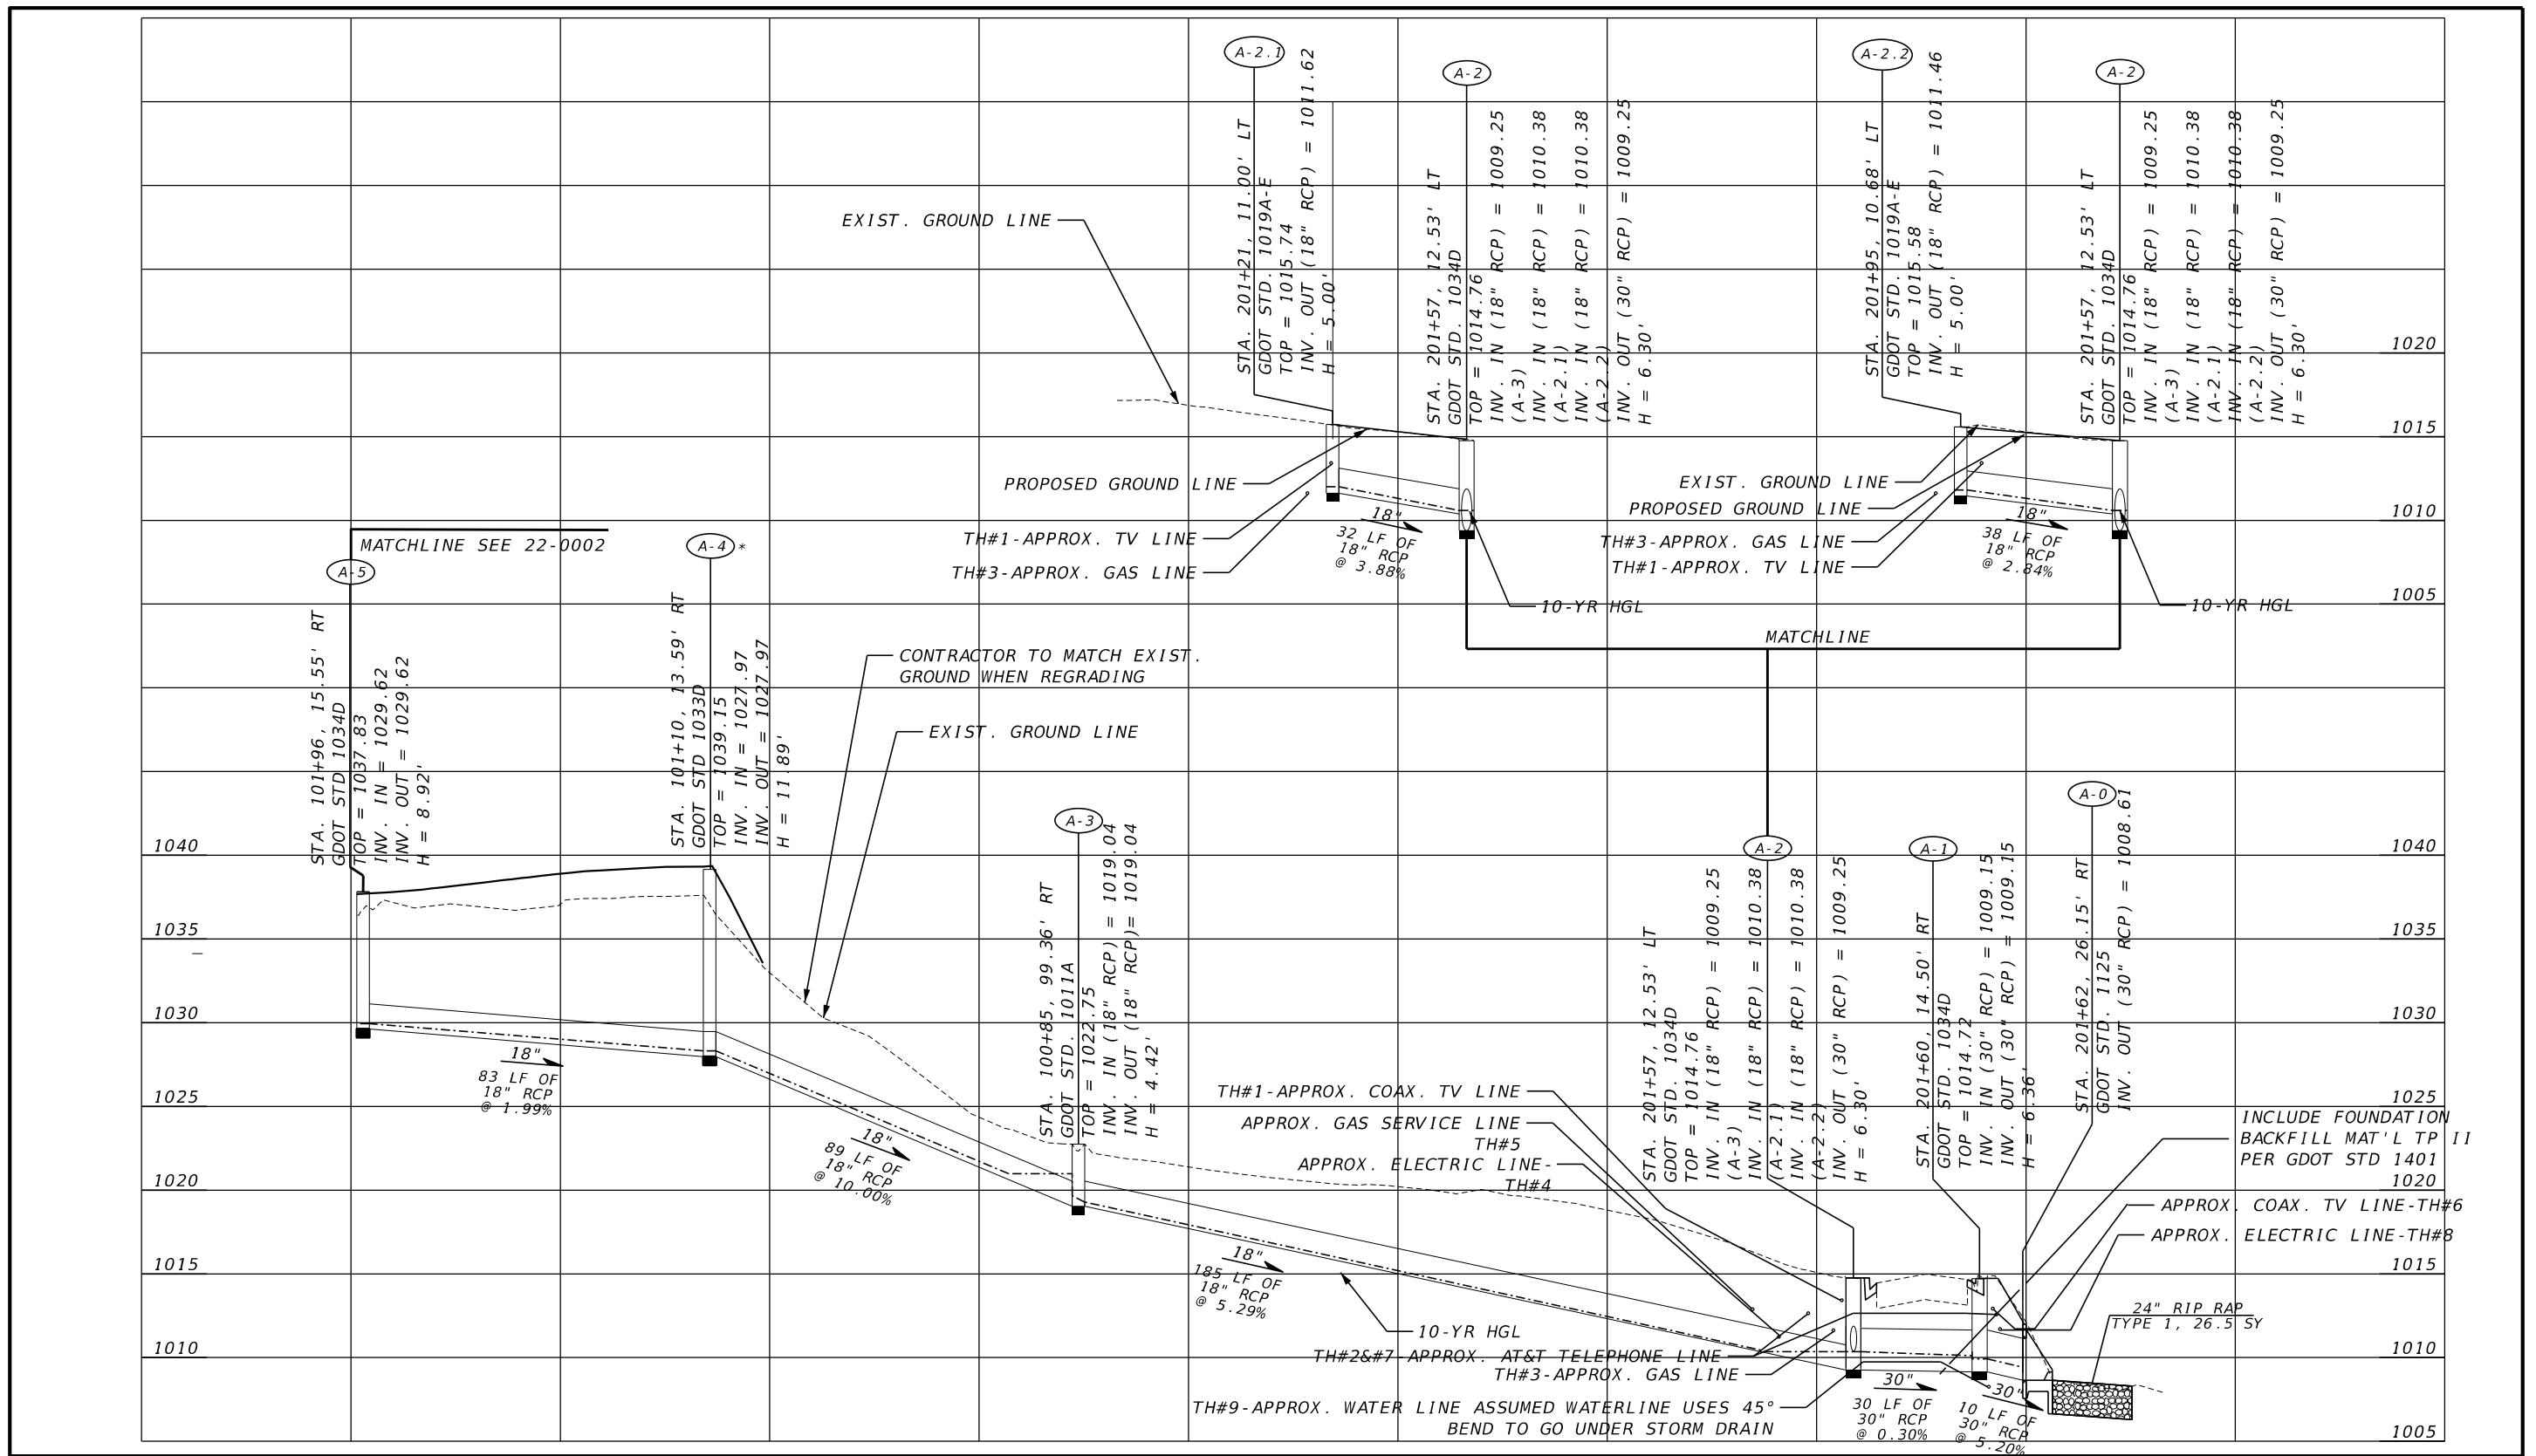 A-2.1
STA. 201+21, 11.00' LT
GDOT STD. 1019A-E
TOP = 1015.74
INV. OUT (18" RCP) = 1011.62
H = 5.00'
A-2
STA. 201+57, 12.53' LT
GDOT STD. 1034D
TOP = 1014.76
INV. IN (18" RCP) = 1009.25
(A-3)
INV. IN (18" RCP) = 1010.38
(A-2.1)
INV. IN (18" RCP) = 1010.38
(A-2.2)
INV. OUT (30" RCP) = 1009.25
H = 6.30'
A-2.2
STA. 201+95, 10.68' LT
GDOT STD. 1019A-E
TOP = 1015.58
INV. OUT (18" RCP) = 1011.46
H = 5.00'
A-2
STA. 201+57, 12.53' LT
GDOT STD. 1034D
TOP = 1014.76
INV. IN (18" RCP) = 1009.25
(A-3)
INV. IN (18" RCP) = 1010.38
(A-2.1)
INV. IN (18" RCP) = 1010.38
(A-2.2)
INV. OUT (30" RCP) = 1009.25
H = 6.30'
EXIST. GROUND LINE
PROPOSED GROUND LINE
TH#1-APPROX. TV LINE
TH#3-APPROX. GAS LINE
18"
32 LF OF
18" RCP
@ 3.88%
10-YR HGL
EXIST. GROUND LINE
PROPOSED GROUND LINE
TH#3-APPROX. GAS LINE
TH#1-APPROX. TV LINE
18"
38 LF OF
18" RCP
@ 2.84%
10-YR HGL
1020
1015
1010
1005
MATCHLINE
MATCHLINE SEE 22-0002
A-5
STA. 101+96, 15.55' RT
GDOT STD 1034D
TOP = 1037.83
INV. IN = 1029.62
INV. OUT = 1029.62
H = 8.92'
A-4 *
STA. 101+10, 13.59' RT
GDOT STD 1033D
TOP = 1039.15
INV. IN = 1027.97
INV. OUT = 1027.97
H = 11.89'
CONTRACTOR TO MATCH EXIST.
GROUND WHEN REGRADING
EXIST. GROUND LINE
A-3
STA. 100+85, 99.36' RT
GDOT STD. 1011A
TOP = 1022.75
INV. IN (18" RCP) = 1019.04
INV. OUT (18" RCP)= 1019.04
H = 4.42'
A-2
STA. 201+57, 12.53' LT
GDOT STD. 1034D
TOP = 1014.76
INV. IN (18" RCP) = 1009.25
(A-3)
INV. IN (18" RCP) = 1010.38
(A-2.1)
INV. IN (18" RCP) = 1010.38
(A-2.2)
INV. OUT (30" RCP) = 1009.25
H = 6.30'
A-1
STA. 201+60, 14.50' RT
GDOT STD. 1034D
TOP = 1014.72
INV. IN (30" RCP) = 1009.15
INV. OUT (30" RCP) = 1009.15
H = 6.36'
A-0
STA. 201+62, 26.15' RT
GDOT STD. 1125
INV. OUT (30" RCP) = 1008.61
1040
1035
1030
1025
1020
1015
1010
18"
83 LF OF
18" RCP
@ 1.99%
18"
89 LF OF
18" RCP
@ 10.00%
18"
185 LF OF
18" RCP
@ 5.29%
10-YR HGL
TH#1-APPROX. COAX. TV LINE
APPROX. GAS SERVICE LINE
TH#5
APPROX. ELECTRIC LINE-
TH#4
TH#2&#7-APPROX. AT&T TELEPHONE LINE
TH#3-APPROX. GAS LINE
TH#9-APPROX. WATER LINE ASSUMED WATERLINE USES 45°
BEND TO GO UNDER STORM DRAIN
30"
30 LF OF
30" RCP
@ 0.30%
30"
10 LF OF
30" RCP
@ 5.20%
INCLUDE FOUNDATION
BACKFILL MAT'L TP II
PER GDOT STD 1401
APPROX. COAX. TV LINE-TH#6
APPROX. ELECTRIC LINE-TH#8
24" RIP RAP
TYPE 1, 26.5 SY
1040
1035
1030
1025
1020
1015
1010
1005